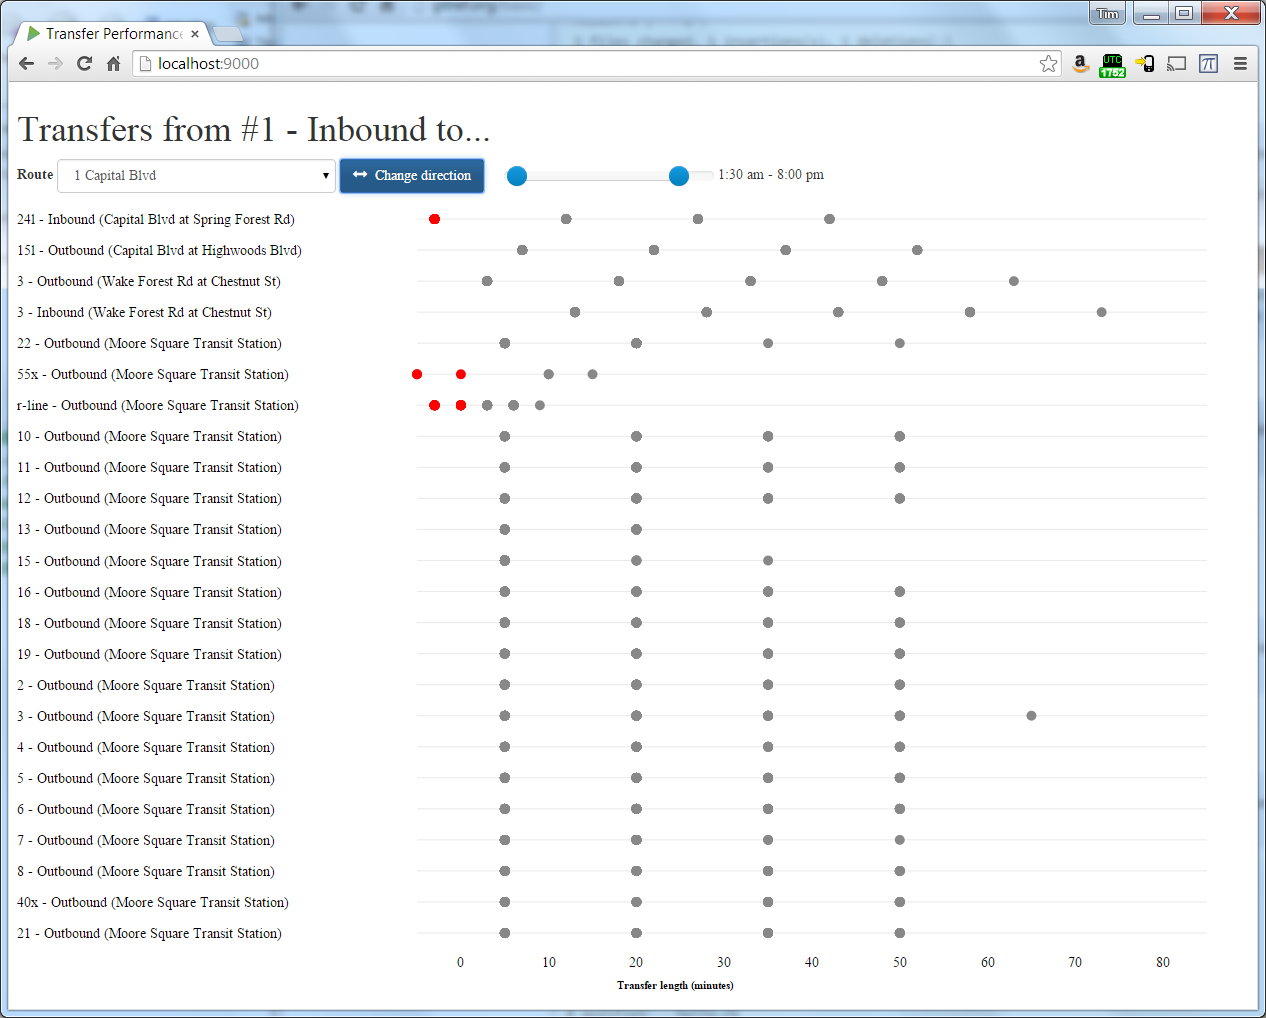 Tim
Transfer Performance
localhost:9000
UTC
1752
π
Transfers from #1 - Inbound to...
Route 1 Capital Blvd Change direction 1:30 am - 8:00 pm
24l - Inbound (Capital Blvd at Spring Forest Rd)
15l - Outbound (Capital Blvd at Highwoods Blvd)
3 - Outbound (Wake Forest Rd at Chestnut St)
3 - Inbound (Wake Forest Rd at Chestnut St)
22 - Outbound (Moore Square Transit Station)
55x - Outbound (Moore Square Transit Station)
r-line - Outbound (Moore Square Transit Station)
10 - Outbound (Moore Square Transit Station)
11 - Outbound (Moore Square Transit Station)
12 - Outbound (Moore Square Transit Station)
13 - Outbound (Moore Square Transit Station)
15 - Outbound (Moore Square Transit Station)
16 - Outbound (Moore Square Transit Station)
18 - Outbound (Moore Square Transit Station)
19 - Outbound (Moore Square Transit Station)
2 - Outbound (Moore Square Transit Station)
3 - Outbound (Moore Square Transit Station)
4 - Outbound (Moore Square Transit Station)
5 - Outbound (Moore Square Transit Station)
6 - Outbound (Moore Square Transit Station)
7 - Outbound (Moore Square Transit Station)
8 - Outbound (Moore Square Transit Station)
40x - Outbound (Moore Square Transit Station)
21 - Outbound (Moore Square Transit Station)
0 10 20 30 40 50 60 70 80
Transfer length (minutes)